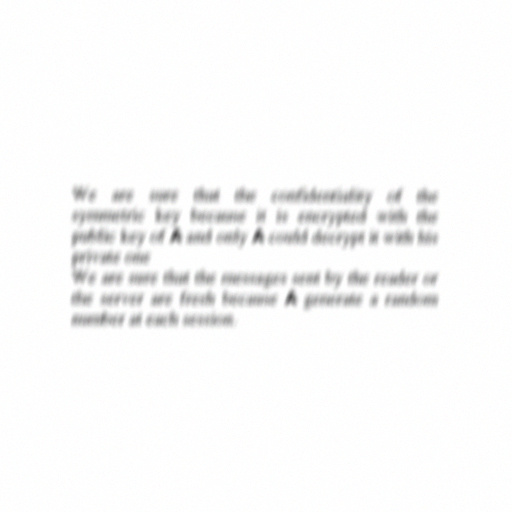 We are sure that the confidentiality of the
symmetric key because it is encrypted with the
public key of A and only A could decrypt it with his
private one
We are sure that the messages sent by the reader or
the server are fresh because A generate a random
number at each session.